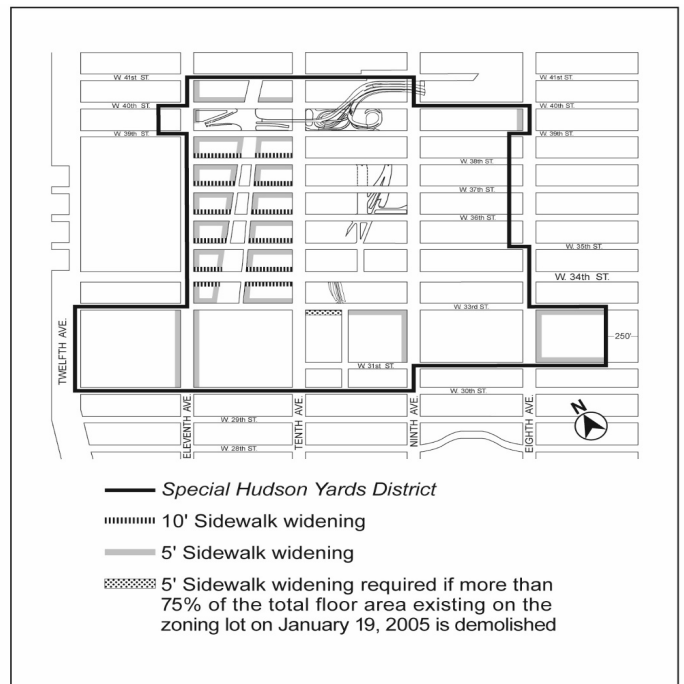 W. 41st ST.
W. 41st ST.
W. 40th ST.
W. 40th ST.
W. 39th ST.
W. 39th ST.
W. 38th ST.
W. 37th ST.
W. 36th ST.
W. 35th ST.
W. 34th ST.
W. 33rd ST.
250'
W. 31st ST.
W. 30th ST.
W. 29th ST.
W. 28th ST.
TWELFTH AVE.
ELEVENTH AVE.
TENTH AVE.
NINTH AVE.
EIGHTH AVE.
N
Special Hudson Yards District
10' Sidewalk widening
5' Sidewalk widening
5' Sidewalk widening required if more than
75% of the total floor area existing on the
zoning lot on January 19, 2005 is demolished